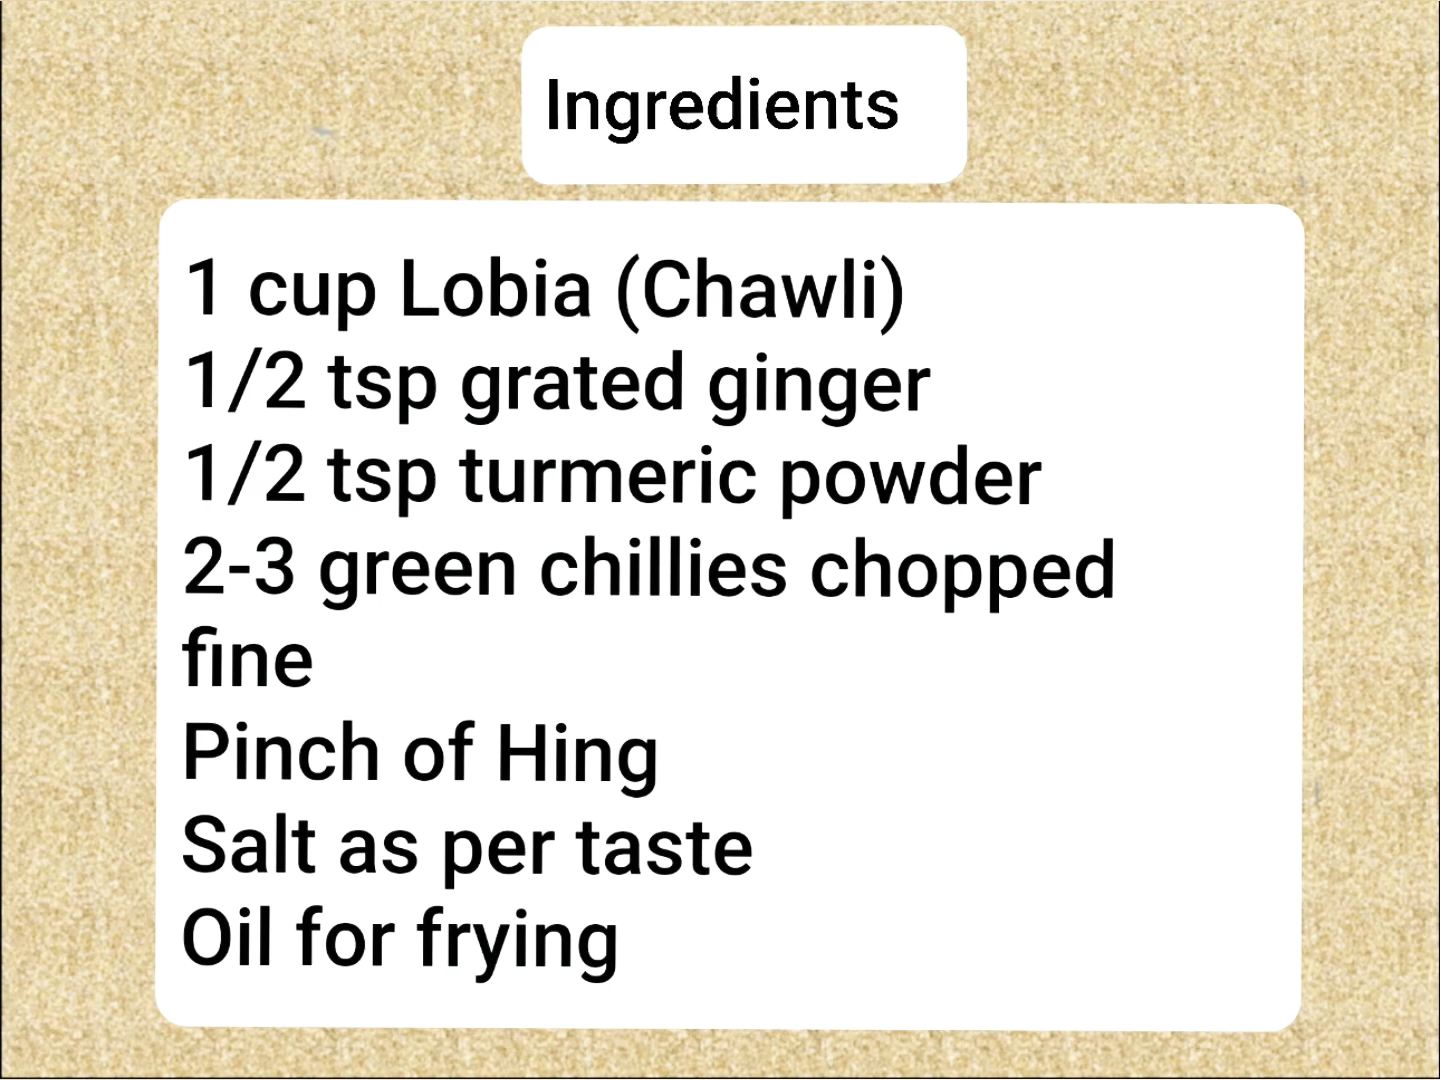 Ingredients
1 cup Lobia (Chawli)
1/2 tsp grated ginger
1/2 tsp turmeric powder
2-3 green chillies chopped
fine
Pinch of Hing
Salt as per taste
Oil for frying